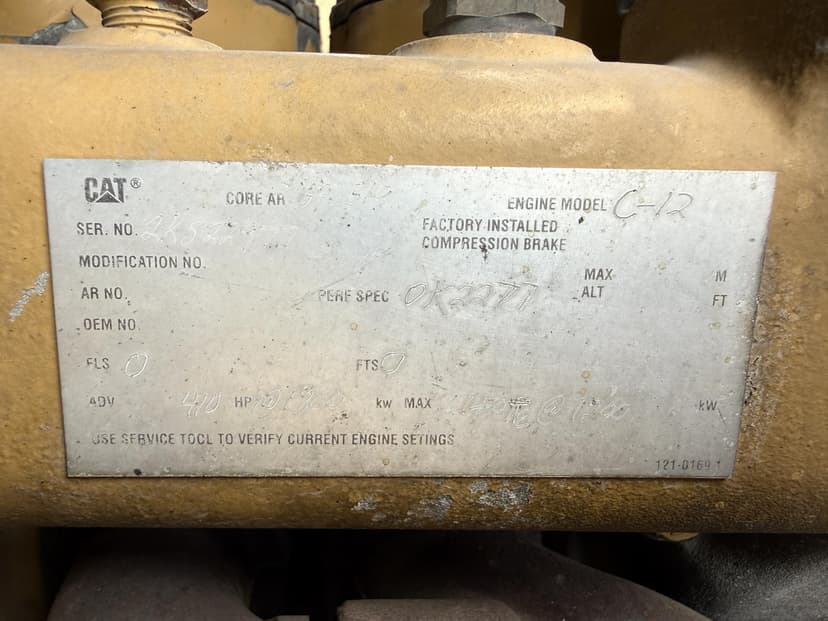 CAT®
CORE AR
ENGINE MODEL C-12
SER. NO.
FACTORY INSTALLED
COMPRESSION BRAKE
MODIFICATION NO.
AR NO.
PERF SPEC 0K2277
MAX
ALT
M
FT
OEM NO.
FLS 0
FTS 0
ADV 410 HP @
kW MAX
kW
USE SERVICE TOOL TO VERIFY CURRENT ENGINE SETINGS
121-0169 1